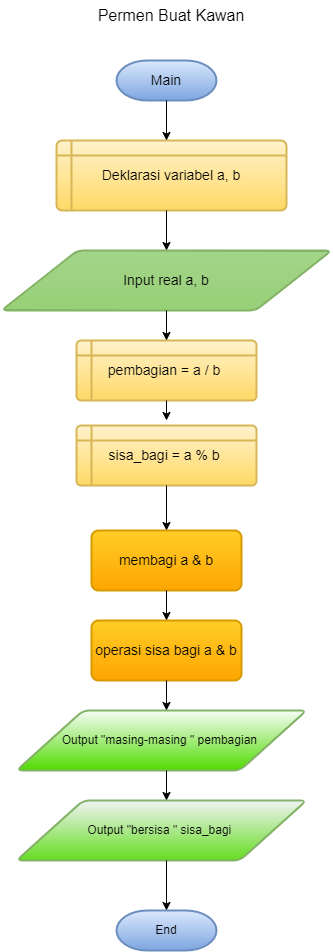 Permen Buat Kawan
Main
Deklarasi variabel a, b
Input real a, b
pembagian = a / b
sisa_bagi = a % b
membagi a & b
operasi sisa bagi a & b
Output "masing-masing " pembagian
Output "bersisa " sisa_bagi
End